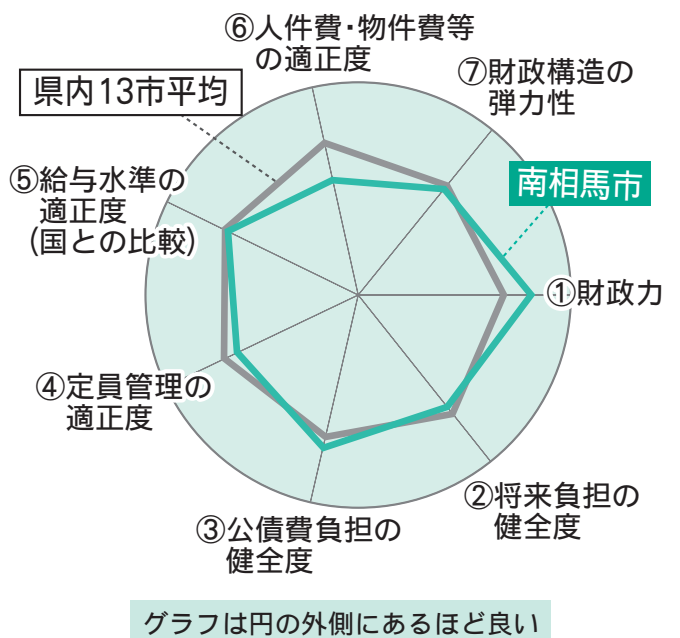 ⑥人件費・物件費等
の適正度
⑦財政構造の
弾力性
県内13市平均
⑤給与水準の
適正度
(国との比較)
南相馬市
①財政力
④定員管理の
適正度
②将来負担の
健全度
③公債費負担の
健全度
グラフは円の外側にあるほど良い